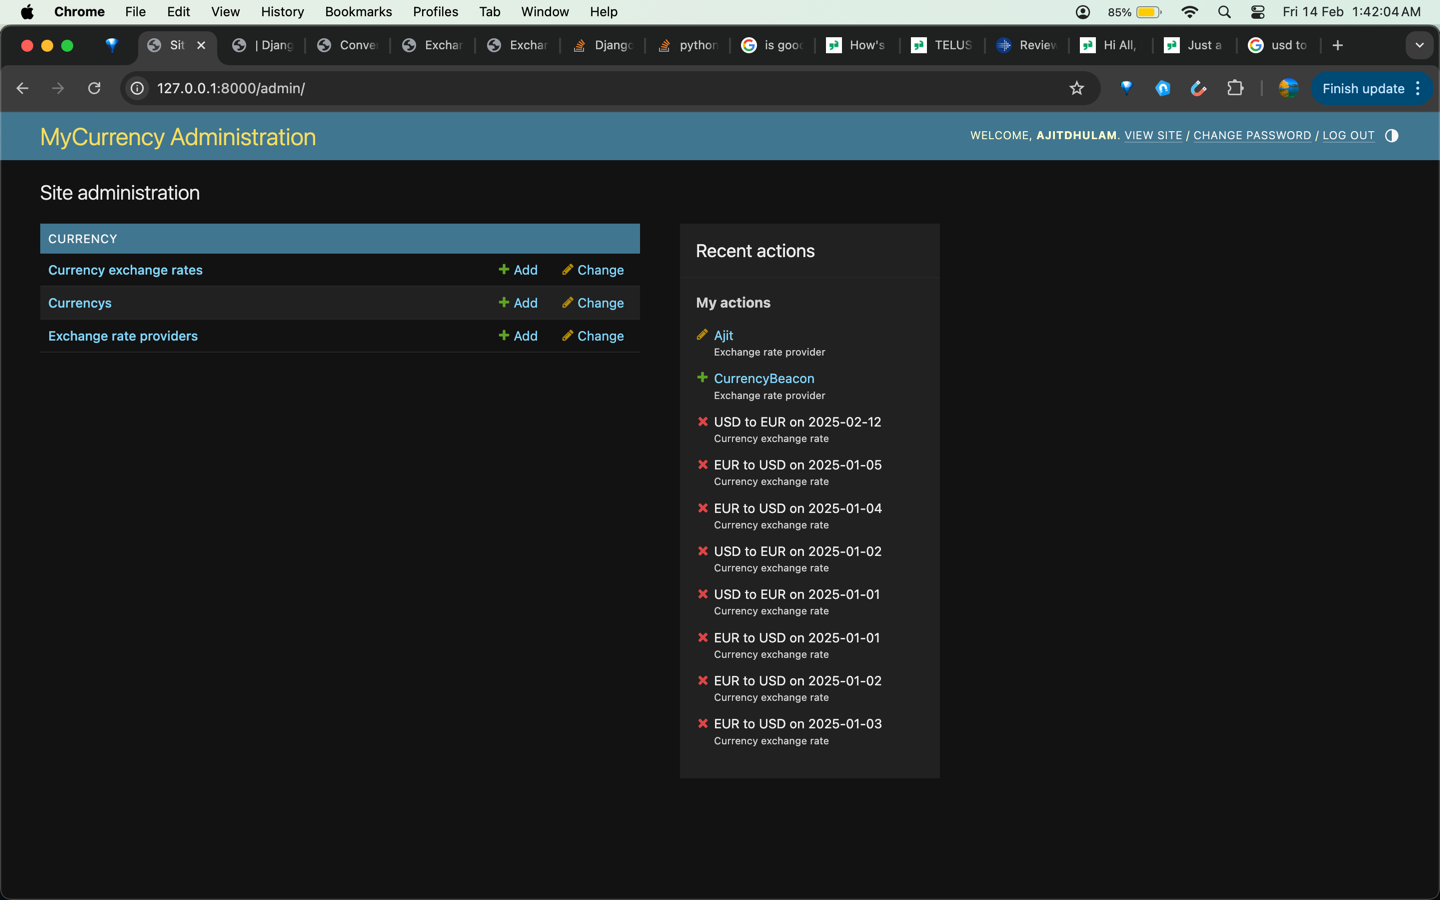 Chrome File Edit View History Bookmarks Profiles Tab Window Help 85% Fri 14 Feb 1:42:04 AM
Sit | Djang Conve Exchar Exchar Django python is good How's TELUS Review Hi All, Just a usd to
127.0.0.1:8000/admin/ Finish update
MyCurrency Administration WELCOME, AJITDHULAM. VIEW SITE / CHANGE PASSWORD / LOG OUT
Site administration
CURRENCY
Currency exchange rates Add Change
Currencys Add Change
Exchange rate providers Add Change
Recent actions
My actions
Ajit
Exchange rate provider
CurrencyBeacon
Exchange rate provider
USD to EUR on 2025-02-12
Currency exchange rate
EUR to USD on 2025-01-05
Currency exchange rate
EUR to USD on 2025-01-04
Currency exchange rate
USD to EUR on 2025-01-02
Currency exchange rate
USD to EUR on 2025-01-01
Currency exchange rate
EUR to USD on 2025-01-01
Currency exchange rate
EUR to USD on 2025-01-02
Currency exchange rate
EUR to USD on 2025-01-03
Currency exchange rate